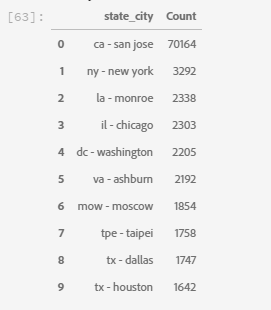 [63]:
state_city Count
0 ca - san jose 70164
1 ny - new york 3292
2 la - monroe 2338
3 il - chicago 2303
4 dc - washington 2205
5 va - ashburn 2192
6 mow - moscow 1854
7 tpe - taipei 1758
8 tx - dallas 1747
9 tx - houston 1642